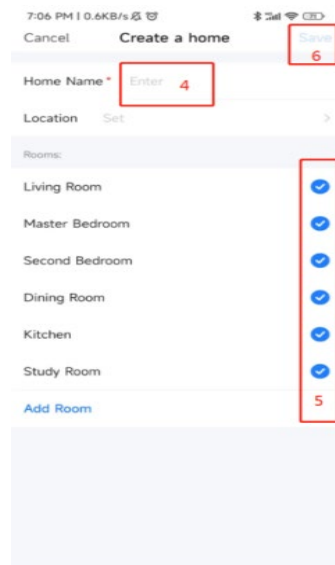 7:06 PM | 0.6KB/s
Cancel Create a home Save
6
Home Name * Enter 4
Location Set >
Rooms:
Living Room
Master Bedroom
Second Bedroom
Dining Room
Kitchen
Study Room
Add Room 5